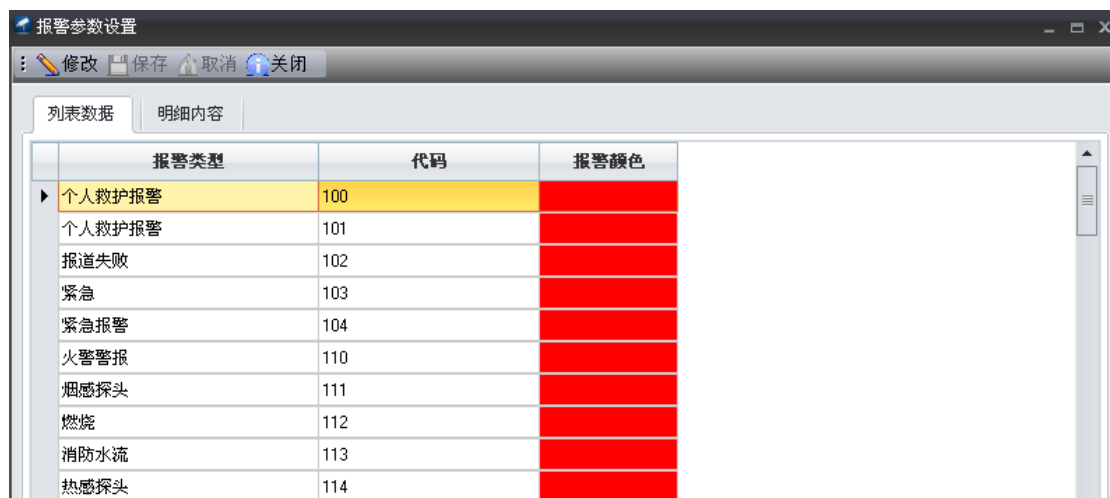 报警参数设置
修改 保存 取消 关闭
列表数据 明细内容
报警类型 代码 报警颜色
个人救护报警 100
个人救护报警 101
报道失败 102
紧急 103
紧急报警 104
火警警报 110
烟感探头 111
燃烧 112
消防水流 113
热感探头 114